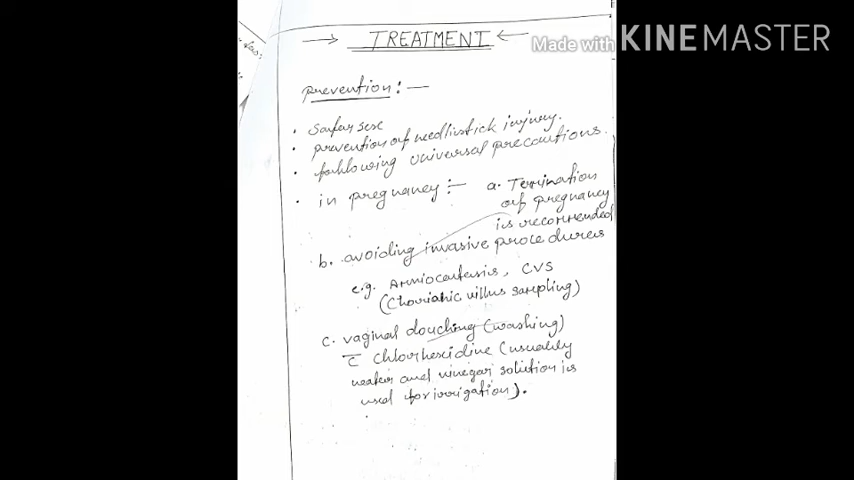 Made with KINEMASTER
→ TREATMENT ←
prevention :—
• Safer sex
• prevention of needlestick injury.
• following universal precautions.
• in pregnancy :— a. Termination
of pregnancy
is recommended
b. avoiding invasive procedures
e.g. Amniocentesis, CVS
(Chorianic villus sampling)
c. vaginal douching (washing)
c̅ chlorhexidine (usually
water and vinegar solution is
used for irrigation).